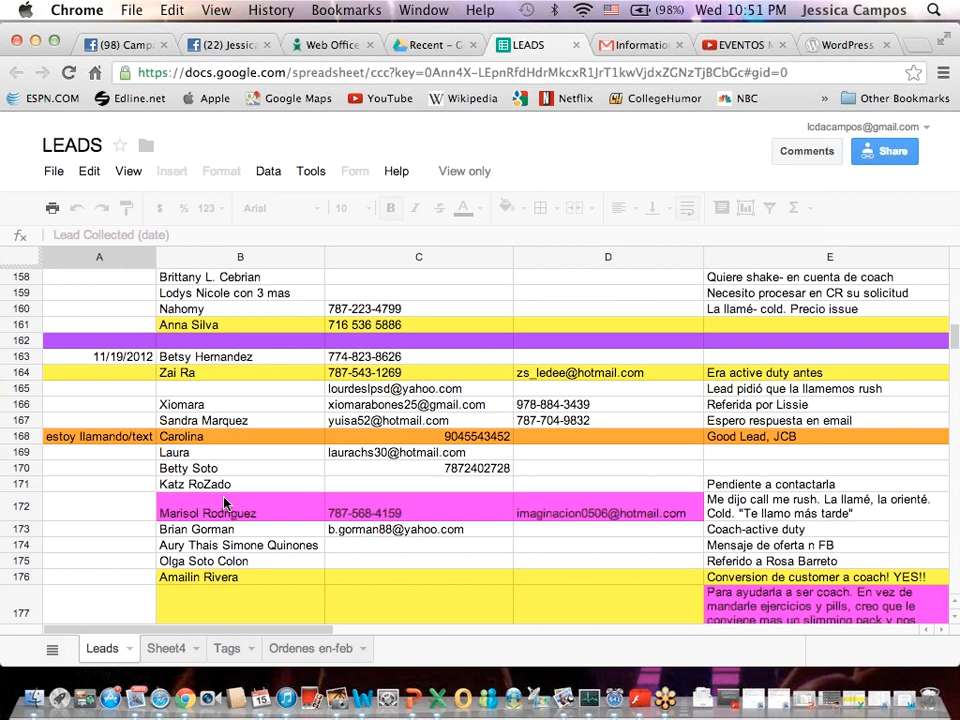 Chrome File Edit View History Bookmarks Window Help (98%) Wed 10:51 PM Jessica Campos
(98) Camp (22) Jessic Web Office Recent – G LEADS Informatio EVENTOS WordPress
https://docs.google.com/spreadsheet/ccc?key=0Ann4X-LEpnRfdHdrMkcxR1JrT1kwVjdxZGNzTjBCbGc#gid=0
ESPN.COM Edline.net Apple Google Maps YouTube Wikipedia Netflix CollegeHumor NBC » Other Bookmarks
lcdacampos@gmail.com
LEADS
Comments Share
File Edit View Insert Format Data Tools Form Help View only
$ % 123 Arial 10 B I S A Σ
fx Lead Collected (date)
A B C D E
158 Brittany L. Cebrian Quiere shake- en cuenta de coach
159 Lodys Nicole con 3 mas Necesito procesar en CR su solicitud
160 Nahomy 787-223-4799 La llamé- cold. Precio issue
161 Anna Silva 716 536 5886
162
163 11/19/2012 Betsy Hernandez 774-823-8626
164 Zai Ra 787-543-1269 zs_ledee@hotmail.com Era active duty antes
165 lourdeslpsd@yahoo.com Lead pidió que la llamemos rush
166 Xiomara xiomarabones25@gmail.com 978-884-3439 Referida por Lissie
167 Sandra Marquez yuisa52@hotmail.com 787-704-9832 Espero respuesta en email
168 estoy llamando/text Carolina 9045543452 Good Lead, JCB
169 Laura laurachs30@hotmail.com
170 Betty Soto 7872402728
171 Katz RoZado Pendiente a contactarla
172 Marisol Rodriguez 787-568-4159 imaginacion0506@hotmail.com Me dijo call me rush. La llamé, la orienté.
Cold. "Te llamo más tarde"
173 Brian Gorman b.gorman88@yahoo.com Coach-active duty
174 Aury Thais Simone Quinones Mensaje de oferta n FB
175 Olga Soto Colon Referido a Rosa Barreto
176 Amailin Rivera Conversion de customer a coach! YES!!
177 Para ayudarla a ser coach. En vez de
mandarle ejercicios y pills, creo que le
conviene mas un slimming pack y nos
Leads Sheet4 Tags Ordenes en-feb